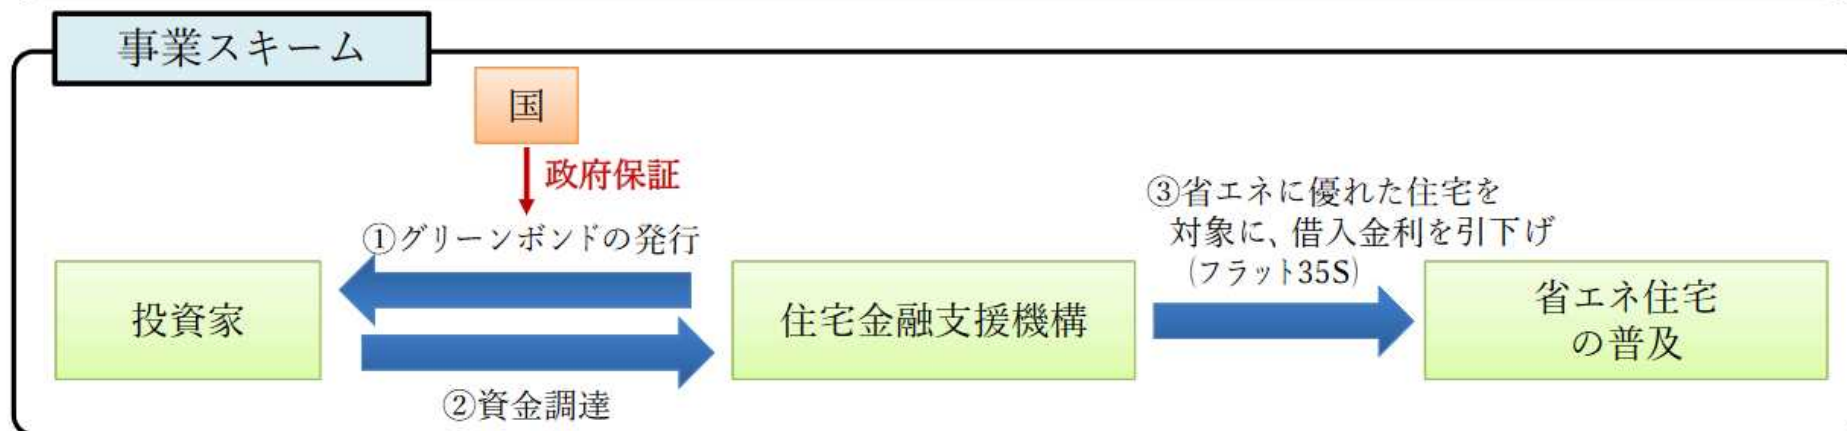 事業スキーム
国
政府保証
①グリーンボンドの発行
投資家
②資金調達
住宅金融支援機構
③省エネに優れた住宅を
対象に、借入金利を引下げ
(フラット35S)
省エネ住宅
の普及